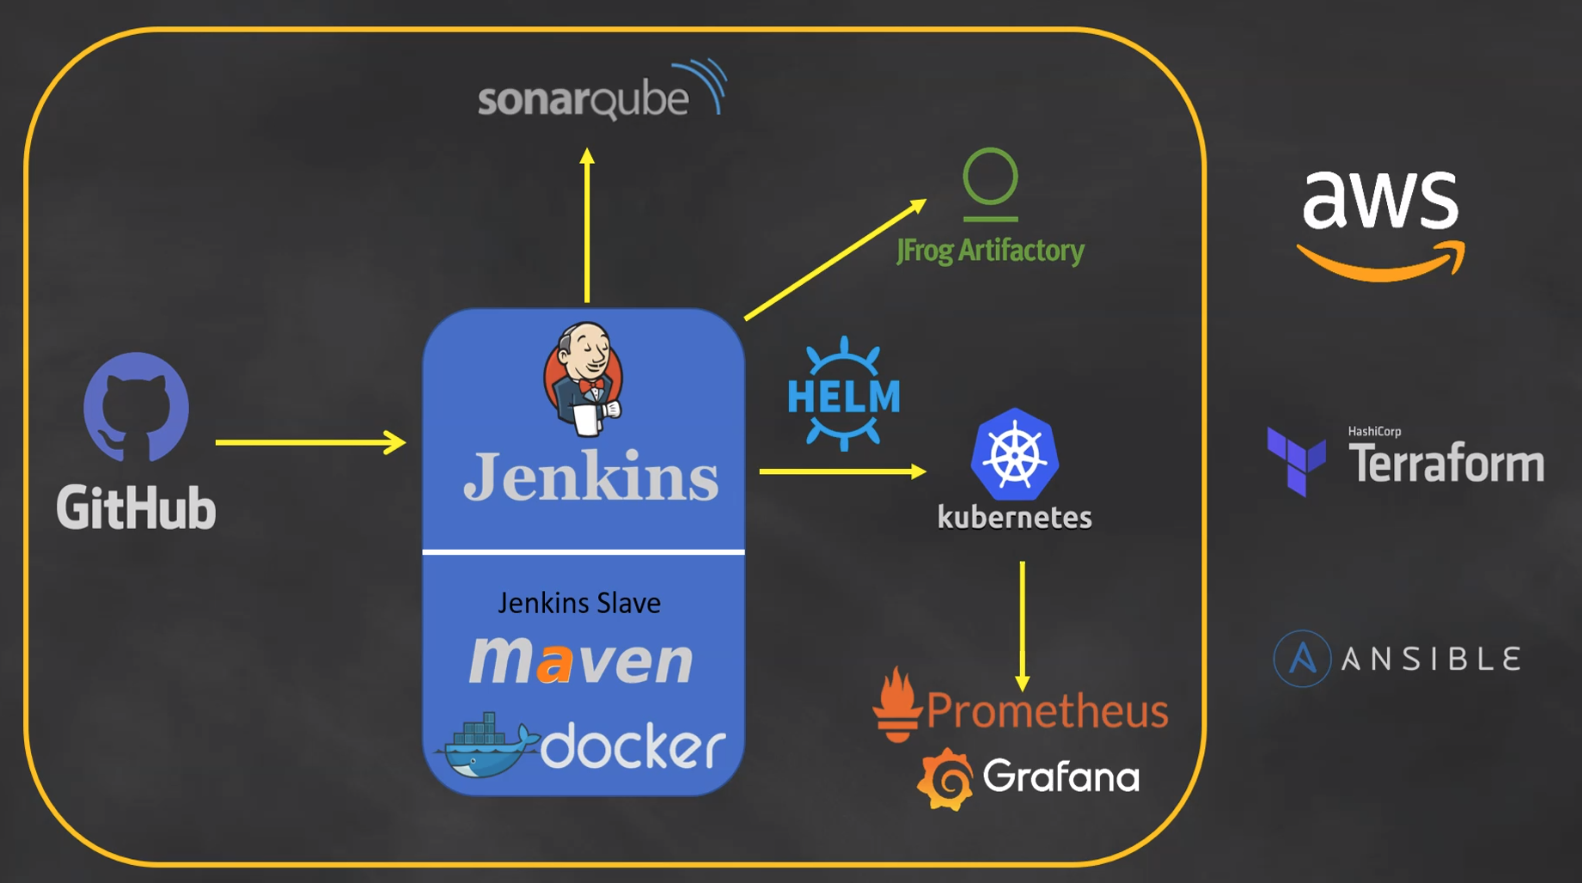 sonarqube
JFrog Artifactory
aws
HELM
GitHub
Jenkins
kubernetes
HashiCorp
Terraform
Jenkins Slave
maven
docker
Prometheus
Grafana
A ANSIBLE